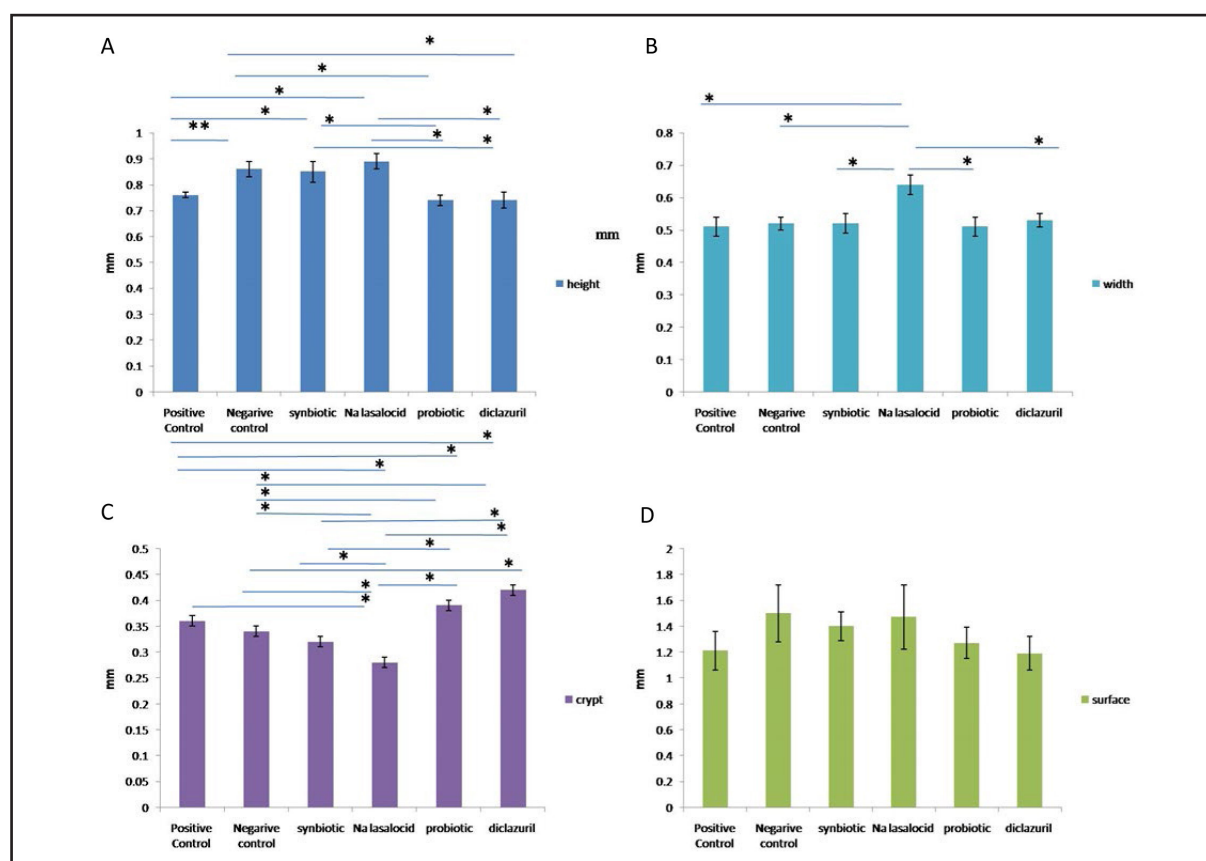 A
*
*
*
*
*
*
**
*
*
1
0.9
0.8
0.7
0.6
0.5
0.4
0.3
0.2
0.1
0
mm
height
Positive Control
Negarive control
synbiotic
Na lasalocid
probiotic
diclazuril
B
*
*
*
*
*
0.8
0.7
0.6
0.5
0.4
0.3
0.2
0.1
0
mm
mm
width
Positive Control
Negarive control
synbiotic
Na lasalocid
probiotic
diclazuril
C
*
*
*
*
*
*
*
*
*
*
*
*
*
*
0.5
0.45
0.4
0.35
0.3
0.25
0.2
0.15
0.1
0.05
0
mm
crypt
Positive Control
Negarive control
synbiotic
Na lasalocid
probiotic
diclazuril
D
2
1.8
1.6
1.4
1.2
1
0.8
0.6
0.4
0.2
0
mm
surface
Positive Control
Negarive control
synbiotic
Na lasalocid
probiotic
diclazuril